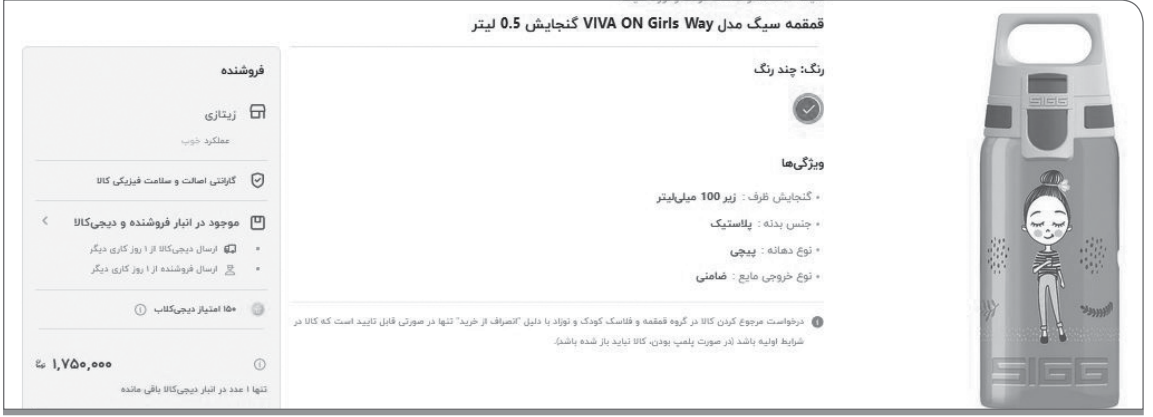 قمقمه سیگ مدل VIVA ON Girls Way گنجایش 0.5 لیتر
رنگ: چند رنگ
ویژگی‌ها
• گنجایش ظرف : زیر 100 میلی‌لیتر
• جنس بدنه : پلاستیک
• نوع دهانه : پیچی
• نوع خروجی مایع : ضامنی
درخواست مرجوع کردن کالا در گروه قمقمه و فلاسک کودک و نوزاد با دلیل "انصراف از خرید" تنها در صورتی قابل تایید است که کالا در
شرایط اولیه باشد (در صورت پلمپ بودن، کالا نباید باز شده باشد).
فروشنده
زیتازی
عملکرد خوب
گارانتی اصالت و سلامت فیزیکی کالا
موجود در انبار فروشنده و دیجی‌کالا
• ارسال دیجی‌کالا از ۱ روز کاری دیگر
• ارسال فروشنده از ۱ روز کاری دیگر
۱۵۰ امتیاز دیجی‌کلاب
۱,۷۵۰,۰۰۰
تنها ۱ عدد در انبار دیجی‌کالا باقی مانده
SIGG
SIGG